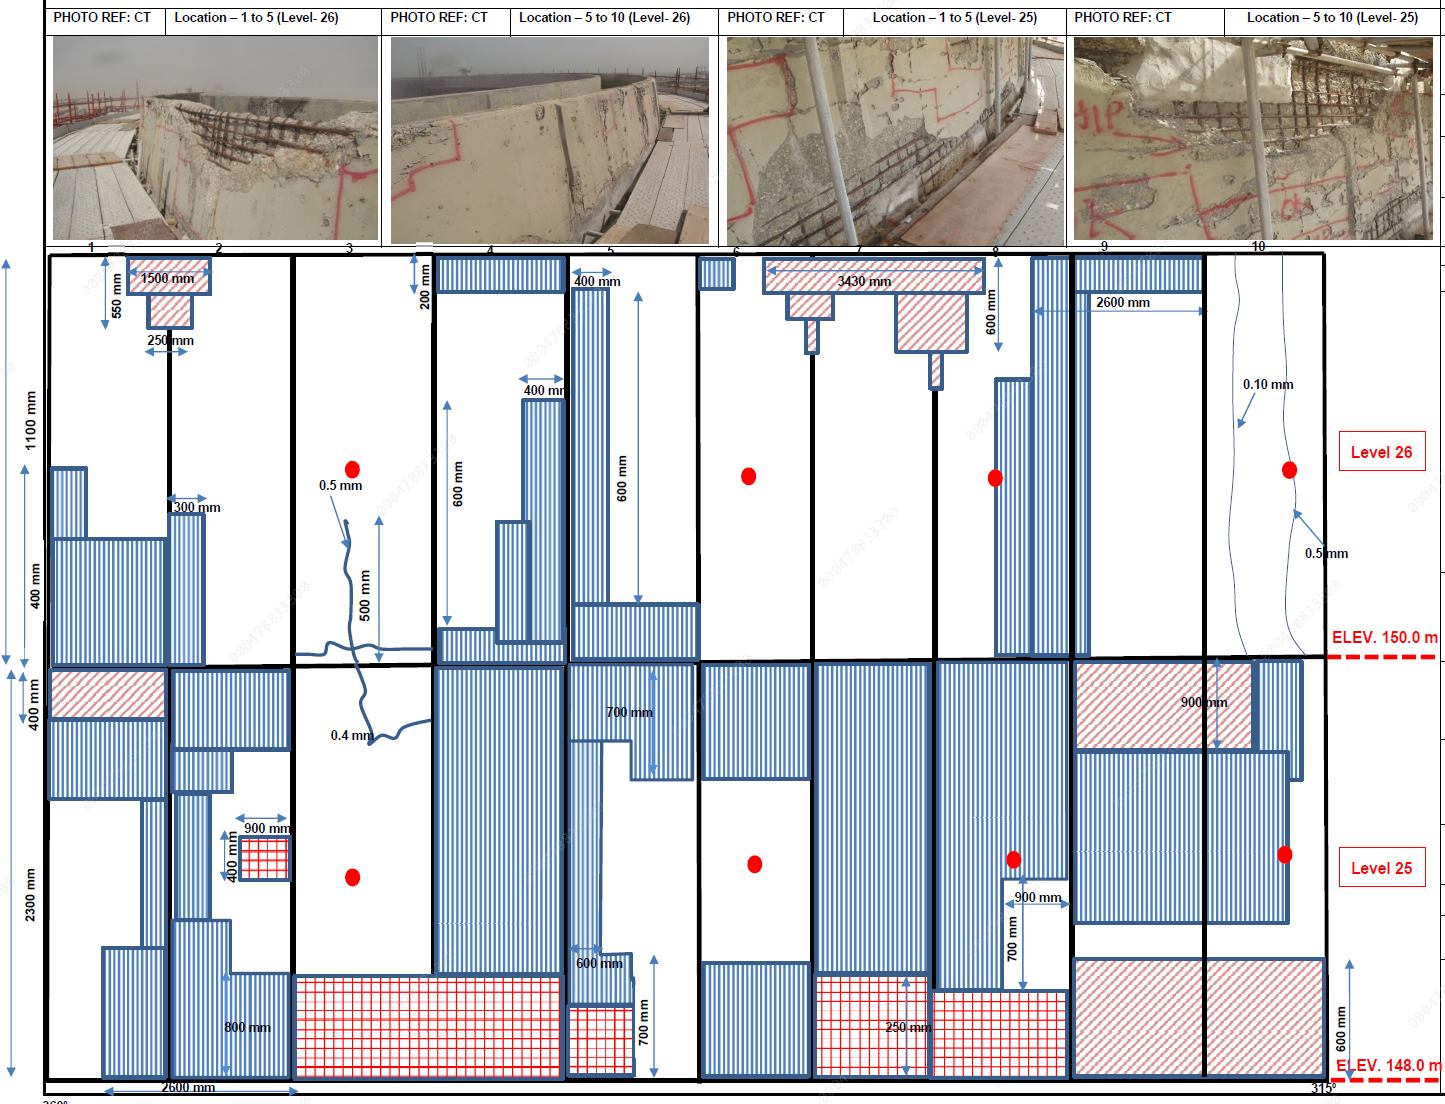 PHOTO REF: CT
Location – 1 to 5 (Level- 26)
PHOTO REF: CT
Location – 5 to 10 (Level- 26)
PHOTO REF: CT
Location – 1 to 5 (Level- 25)
PHOTO REF: CT
Location – 5 to 10 (Level- 25)
1
2
3
4
5
6
7
8
9
10
550 mm
1500 mm
250 mm
200 mm
400 mm
3430 mm
600 mm
2600 mm
0.10 mm
400 mm
1100 mm
600 mm
600 mm
Level 26
0.5 mm
300 mm
0.5 mm
400 mm
500 mm
ELEV. 150.0 m
400 mm
700 mm
900 mm
0.4 mm
900 mm
400 mm
Level 25
2300 mm
900 mm
700 mm
600 mm
800 mm
700 mm
250 mm
600 mm
ELEV. 148.0 m
2600 mm
315°